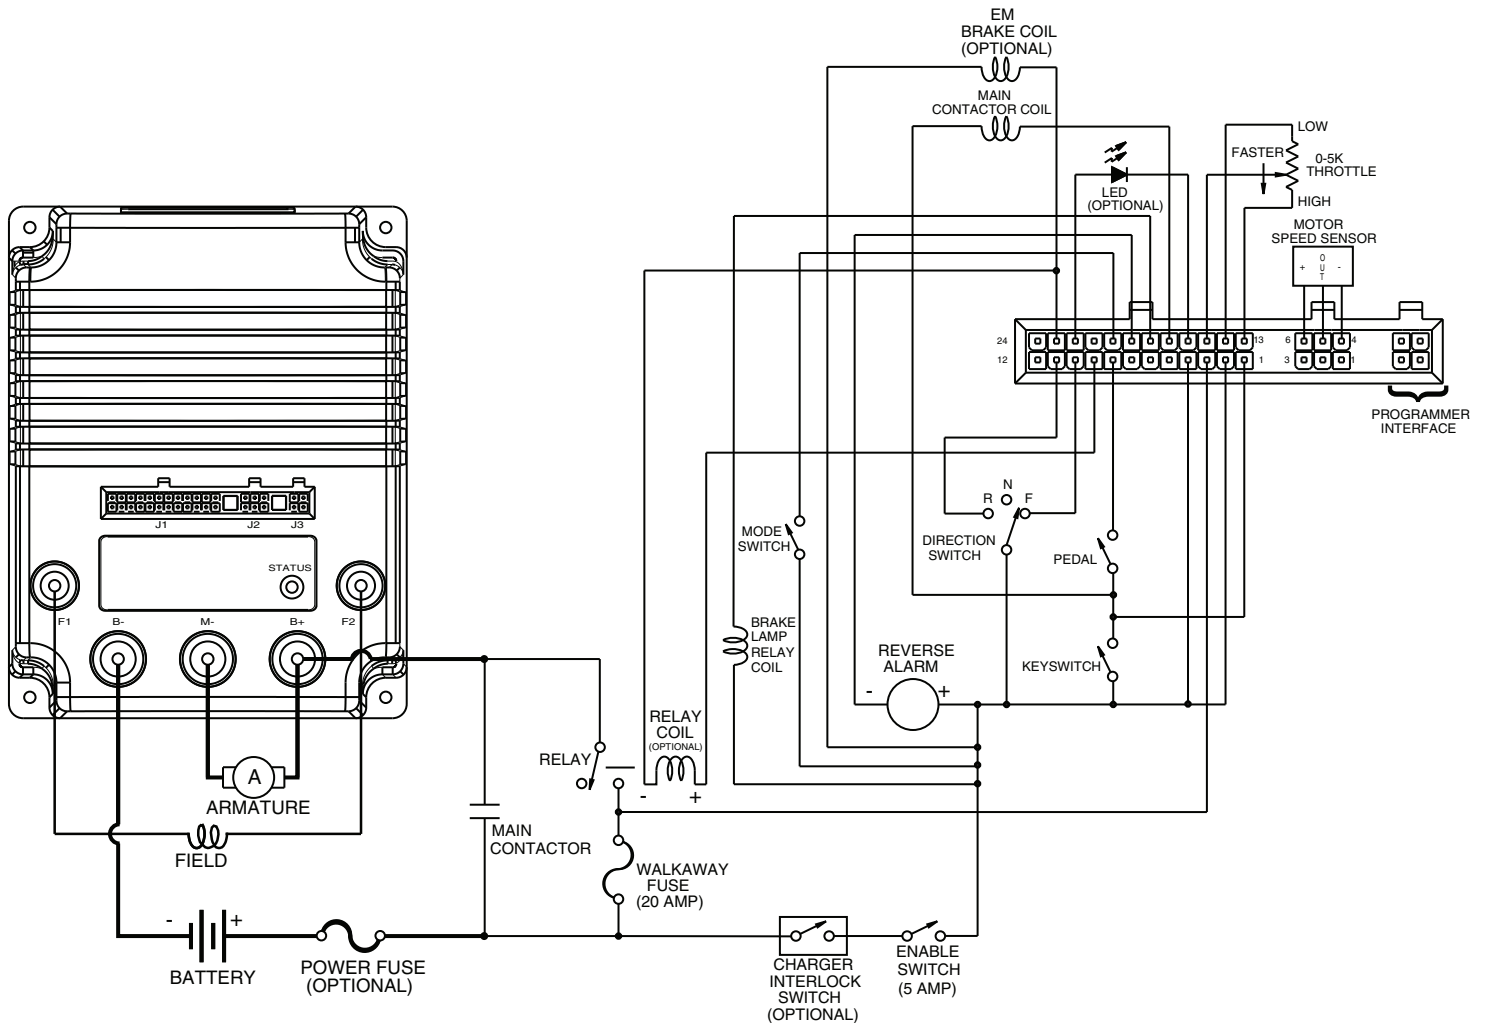 EM
BRAKE COIL
(OPTIONAL)
MAIN
CONTACTOR COIL
LED
(OPTIONAL)
LOW
FASTER
0-5K
THROTTLE
HIGH
MOTOR
SPEED SENSOR
+ OUT -
24
13
6
4
12
1
3
1
PROGRAMMER
INTERFACE
J1
J2
J3
STATUS
F1
B-
M-
B+
F2
N
R
F
DIRECTION
SWITCH
MODE
SWITCH
PEDAL
KEYSWITCH
BRAKE
LAMP
RELAY
COIL
REVERSE
ALARM
-
+
RELAY
COIL
(OPTIONAL)
-
+
RELAY
A
ARMATURE
FIELD
MAIN
CONTACTOR
WALKAWAY
FUSE
(20 AMP)
-
+
BATTERY
POWER FUSE
(OPTIONAL)
CHARGER
INTERLOCK
SWITCH
(OPTIONAL)
ENABLE
SWITCH
(5 AMP)